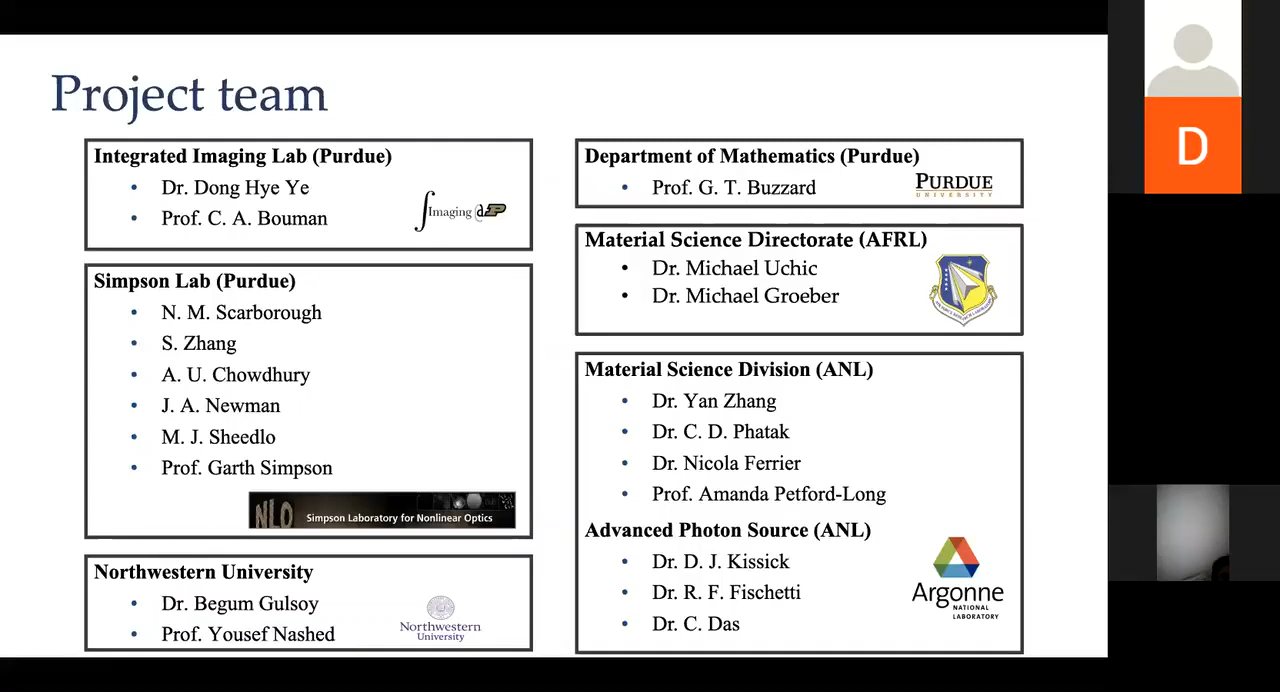 Project team
Integrated Imaging Lab (Purdue)
• Dr. Dong Hye Ye
• Prof. C. A. Bouman
Imaging
Simpson Lab (Purdue)
• N. M. Scarborough
• S. Zhang
• A. U. Chowdhury
• J. A. Newman
• M. J. Sheedlo
• Prof. Garth Simpson
NLO
Simpson Laboratory for Nonlinear Optics
Northwestern University
• Dr. Begum Gulsoy
• Prof. Yousef Nashed
Northwestern
University
Department of Mathematics (Purdue)
• Prof. G. T. Buzzard
PURDUE
UNIVERSITY
Material Science Directorate (AFRL)
• Dr. Michael Uchic
• Dr. Michael Groeber
Material Science Division (ANL)
• Dr. Yan Zhang
• Dr. C. D. Phatak
• Dr. Nicola Ferrier
• Prof. Amanda Petford-Long
Advanced Photon Source (ANL)
• Dr. D. J. Kissick
• Dr. R. F. Fischetti
• Dr. C. Das
Argonne
NATIONAL
LABORATORY
D